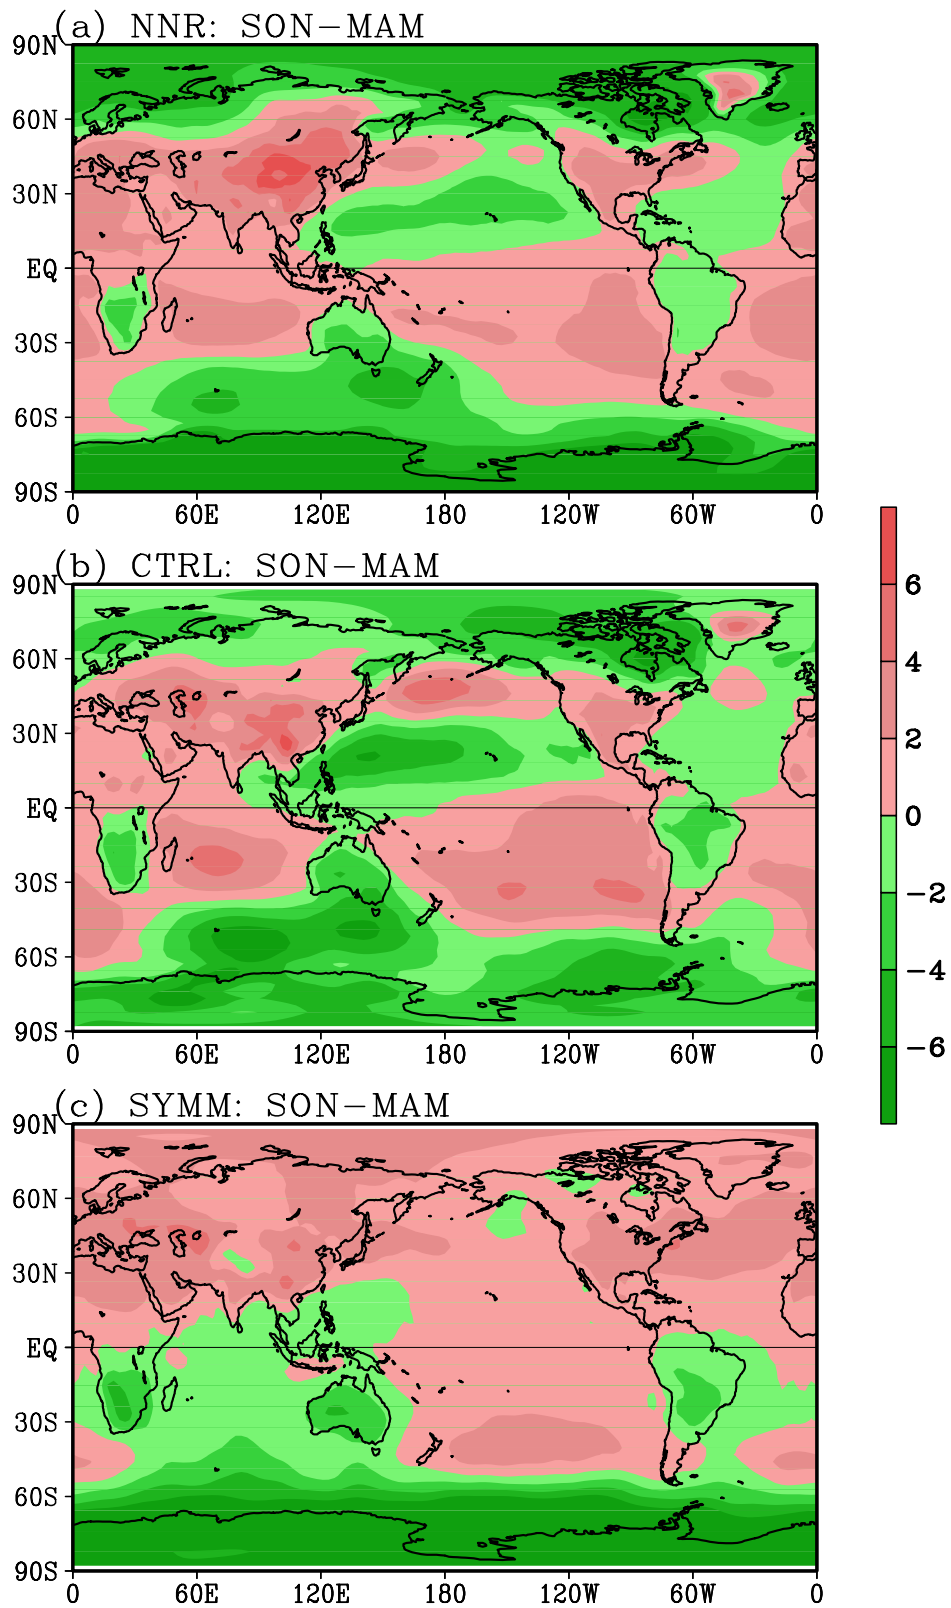 (a) NNR: SON-MAM
90N
60N
30N
EQ
30S
60S
90S
0 60E 120E 180 120W 60W 0
(b) CTRL: SON-MAM
90N
60N
30N
EQ
30S
60S
90S
0 60E 120E 180 120W 60W 0
(c) SYMM: SON-MAM
90N
60N
30N
EQ
30S
60S
90S
0 60E 120E 180 120W 60W 0
6
4
2
0
-2
-4
-6